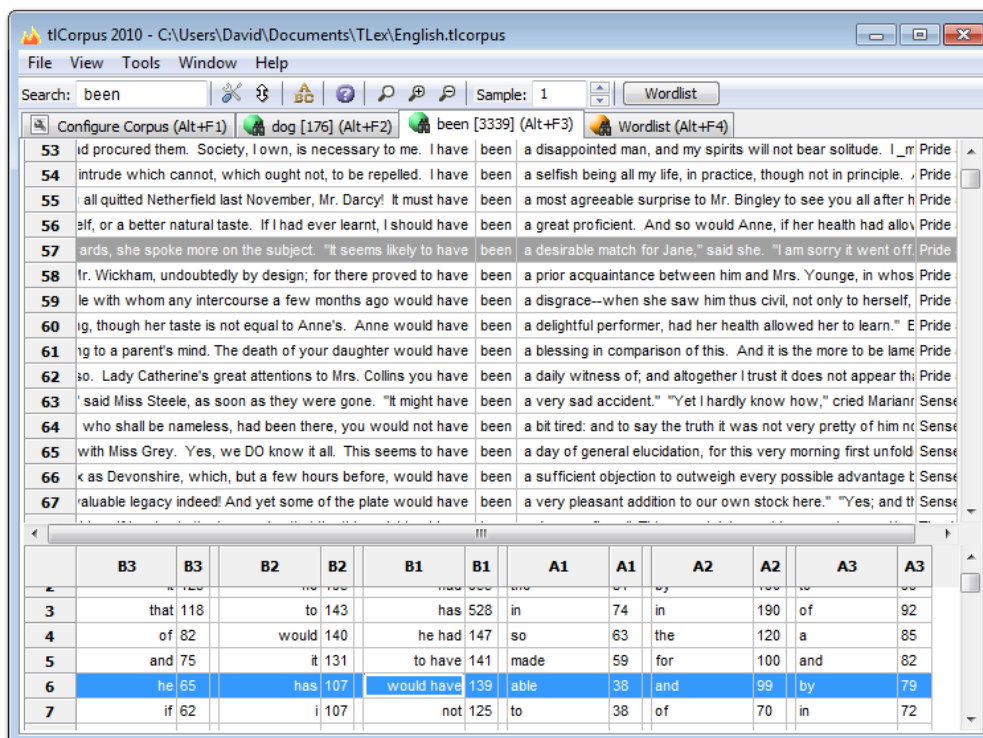 tlCorpus 2010 - C:\Users\David\Documents\TLex\English.tlcorpus
File View Tools Window Help
Search: been Sample: 1 Wordlist
Configure Corpus (Alt+F1) dog [176] (Alt+F2) been [3339] (Alt+F3) Wordlist (Alt+F4)
53 procured them. Society, I own, is necessary to me. I have been a disappointed man, and my spirits will not bear solitude. I _m Pride
54 intrude which cannot, which ought not, to be repelled. I have been a selfish being all my life, in practice, though not in principle. Pride
55 all quitted Netherfield last November, Mr. Darcy! It must have been a most agreeable surprise to Mr. Bingley to see you all after h Pride
56 elf, or a better natural taste. If I had ever learnt, I should have been a great proficient. And so would Anne, if her health had allov Pride
57 ards, she spoke more on the subject. "It seems likely to have been a desirable match for Jane," said she. "I am sorry it went off. Pride
58 Mr. Wickham, undoubtedly by design; for there proved to have been a prior acquaintance between him and Mrs. Younge, in whos Pride
59 le with whom any intercourse a few months ago would have been a disgrace--when she saw him thus civil, not only to herself, Pride
60 g, though her taste is not equal to Anne's. Anne would have been a delightful performer, had her health allowed her to learn." E Pride
61 ng to a parent's mind. The death of your daughter would have been a blessing in comparison of this. And it is the more to be lame Pride
62 so. Lady Catherine's great attentions to Mrs. Collins you have been a daily witness of; and altogether I trust it does not appear tha Pride
63 " said Miss Steele, as soon as they were gone. "It might have been a very sad accident." "Yet I hardly know how," cried Mariann Sense
64 who shall be nameless, had been there, you would not have been a bit tired: and to say the truth it was not very pretty of him no Sense
65 with Miss Grey. Yes, we DO know it all. This seems to have been a day of general elucidation, for this very morning first unfold Sense
66 x as Devonshire, which, but a few hours before, would have been a sufficient objection to outweigh every possible advantage b Sense
67 valuable legacy indeed! And yet some of the plate would have been a very pleasant addition to our own stock here." "Yes; and th Sense
B3 B3 B2 B2 B1 B1 A1 A1 A2 A2 A3 A3
3 that 118 to 143 has 528 in 74 in 190 of 92
4 of 82 would 140 he had 147 so 63 the 120 a 85
5 and 75 it 131 to have 141 made 59 for 100 and 82
6 he 65 has 107 would have 139 able 38 and 99 by 79
7 if 62 i 107 not 125 to 38 of 70 in 72